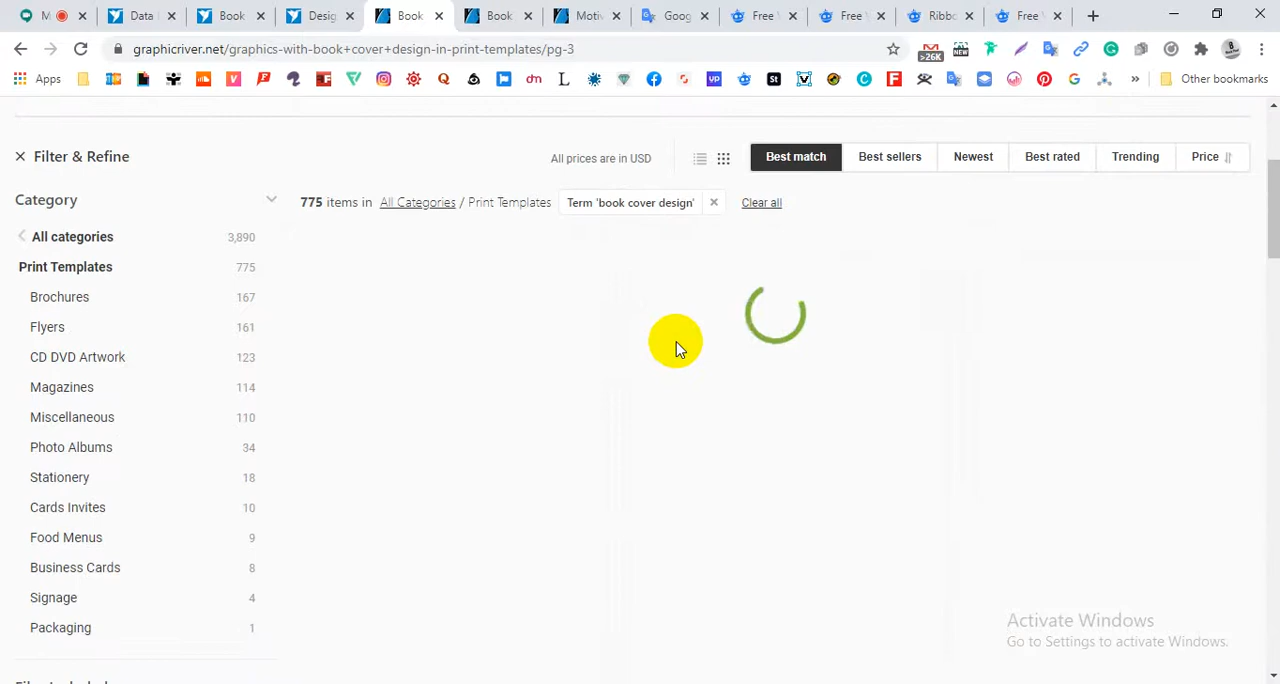 M
Data
Book
Desig
Book
Book
Motiv
Goog
Free V
Free V
Ribbo
Free V
graphicriver.net/graphics-with-book+cover+design-in-print-templates/pg-3
>26K
NEW
Apps
dm
L
UP
St
Other bookmarks
Filter & Refine
All prices are in USD
Best match
Best sellers
Newest
Best rated
Trending
Price
Category
775 items in All Categories / Print Templates
Term 'book cover design'
Clear all
All categories 3,890
Print Templates 775
Brochures 167
Flyers 161
CD DVD Artwork 123
Magazines 114
Miscellaneous 110
Photo Albums 34
Stationery 18
Cards Invites 10
Food Menus 9
Business Cards 8
Signage 4
Packaging 1
Activate Windows
Go to Settings to activate Windows.